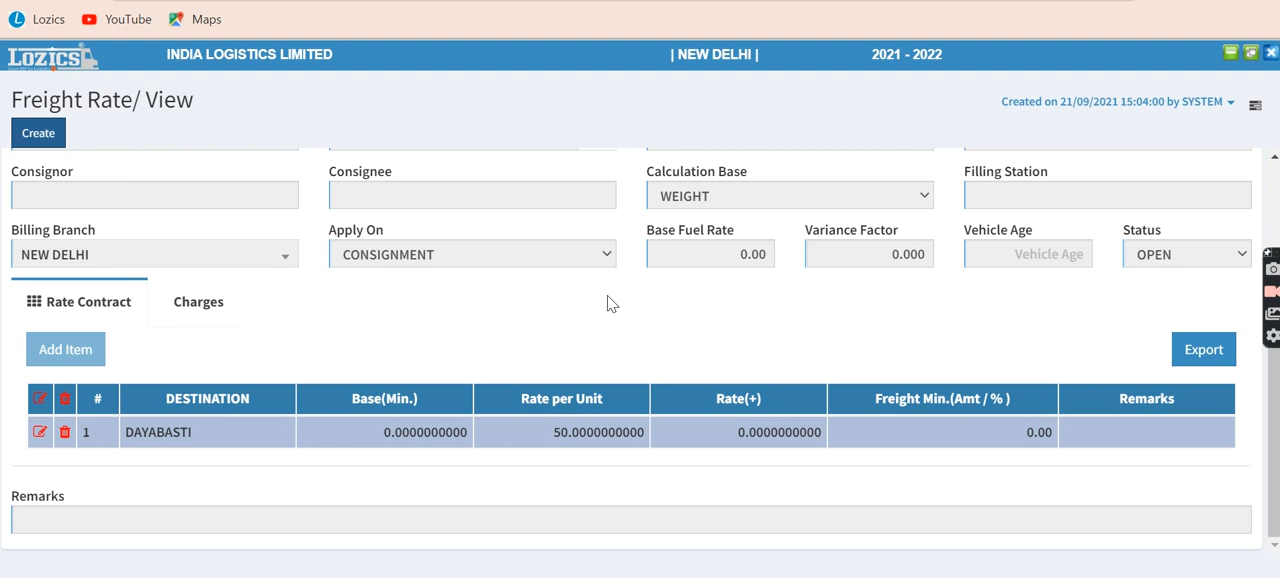 Lozics YouTube Maps
LOZICS INDIA LOGISTICS LIMITED | NEW DELHI | 2021 - 2022
Freight Rate/ View Created on 21/09/2021 15:04:00 by SYSTEM
Create
Consignor Consignee Calculation Base Filling Station
WEIGHT
Billing Branch Apply On Base Fuel Rate Variance Factor Vehicle Age Status
NEW DELHI CONSIGNMENT 0.00 0.000 Vehicle Age OPEN
Rate Contract Charges
Add Item Export
# DESTINATION Base(Min.) Rate per Unit Rate(+) Freight Min.(Amt / % ) Remarks
1 DAYABASTI 0.0000000000 50.0000000000 0.0000000000 0.00
Remarks